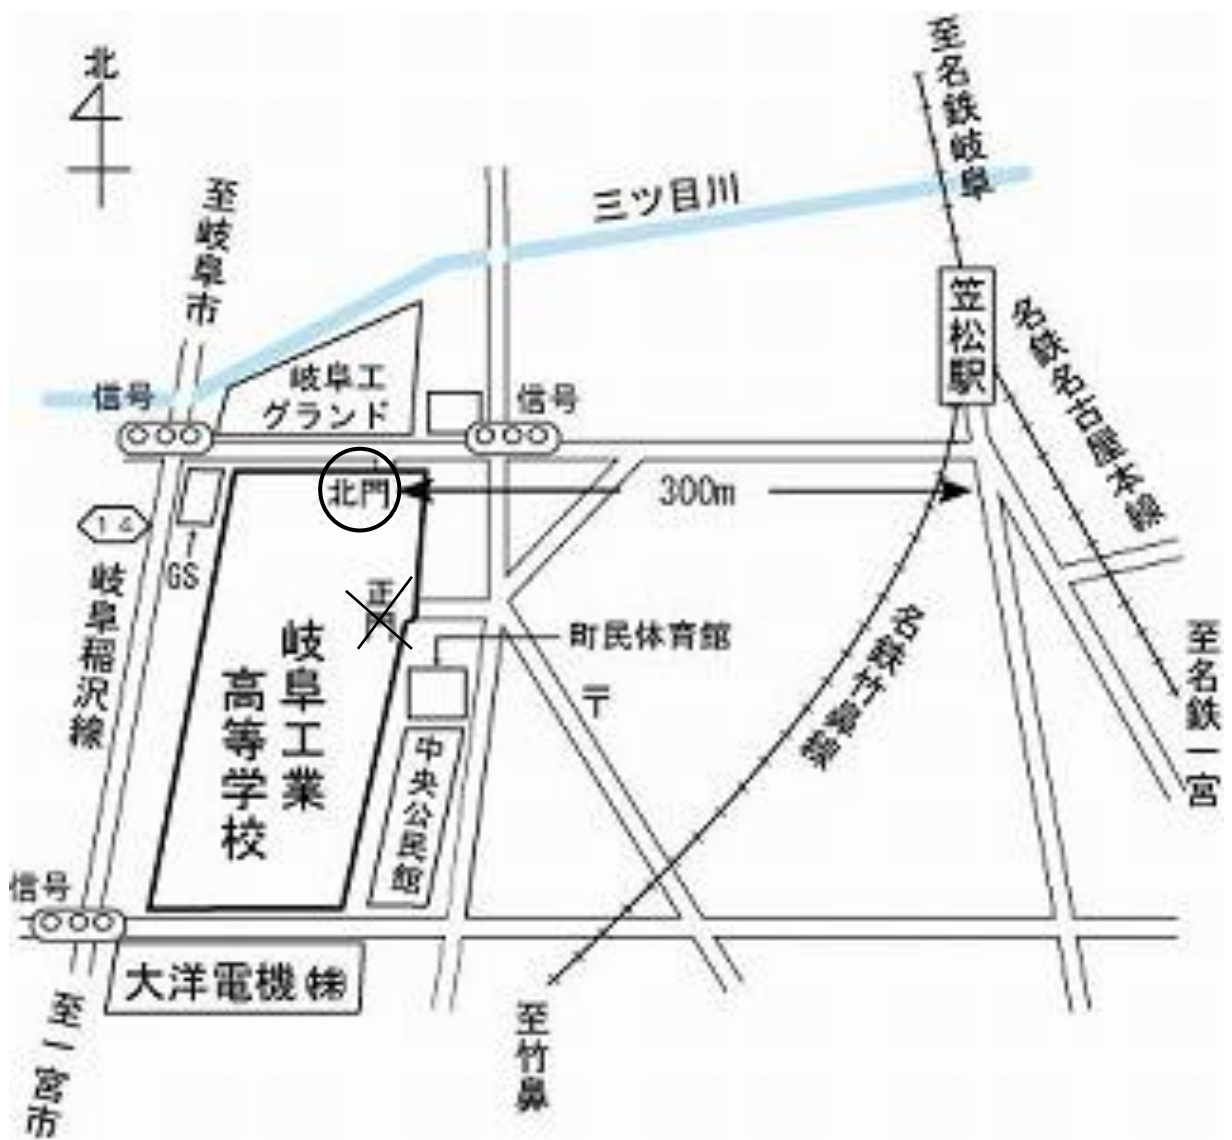 北
至名鉄岐阜
至岐阜市
三ツ目川
笠松駅
名鉄名古屋本線
岐阜工
グランド
信号
信号
北門
300m
14
GS
岐阜稲沢線
正門
岐阜工業
高等学校
町民体育館
〒
名鉄竹鼻線
至名鉄一宮
中央公民館
信号
大洋電機㈱
至一宮市
至竹鼻